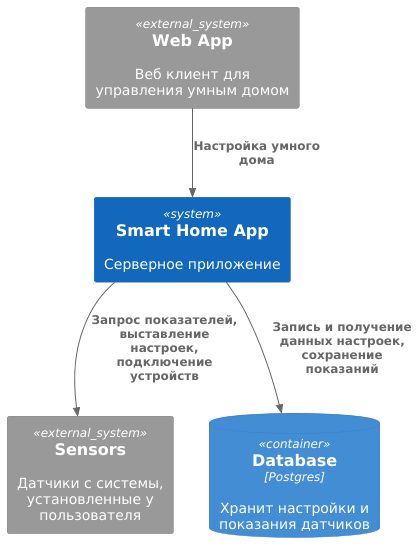 «external_system»
Web App
Веб клиент для
управления умным домом
Настройка умного
дома
«system»
Smart Home App
Серверное приложение
Запрос показателей,
выставление
настроек,
подключение
устройств
Запись и получение
данных настроек,
сохранение
показаний
«external_system»
Sensors
Датчики с системы,
установленные у
пользователя
«container»
Database
[Postgres]
Хранит настройки и
показания датчиков